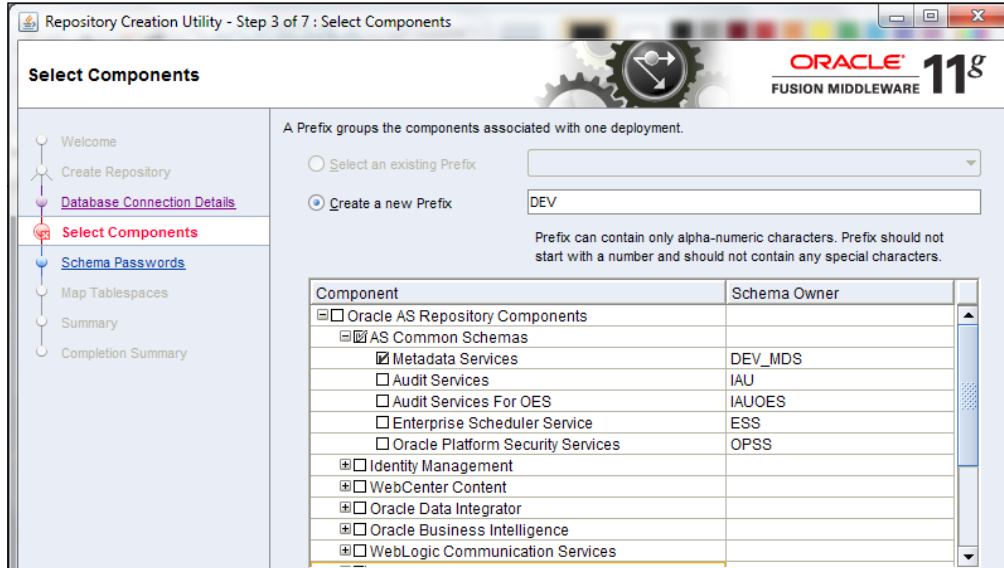 Repository Creation Utility - Step 3 of 7 : Select Components
Select Components
ORACLE
FUSION MIDDLEWARE
11g
Welcome
Create Repository
Database Connection Details
Select Components
Schema Passwords
Map Tablespaces
Summary
Completion Summary
A Prefix groups the components associated with one deployment.
Select an existing Prefix
Create a new Prefix DEV
Prefix can contain only alpha-numeric characters. Prefix should not
start with a number and should not contain any special characters.
Component Schema Owner
Oracle AS Repository Components
AS Common Schemas
Metadata Services DEV_MDS
Audit Services IAU
Audit Services For OES IAUOES
Enterprise Scheduler Service ESS
Oracle Platform Security Services OPSS
Identity Management
WebCenter Content
Oracle Data Integrator
Oracle Business Intelligence
WebLogic Communication Services